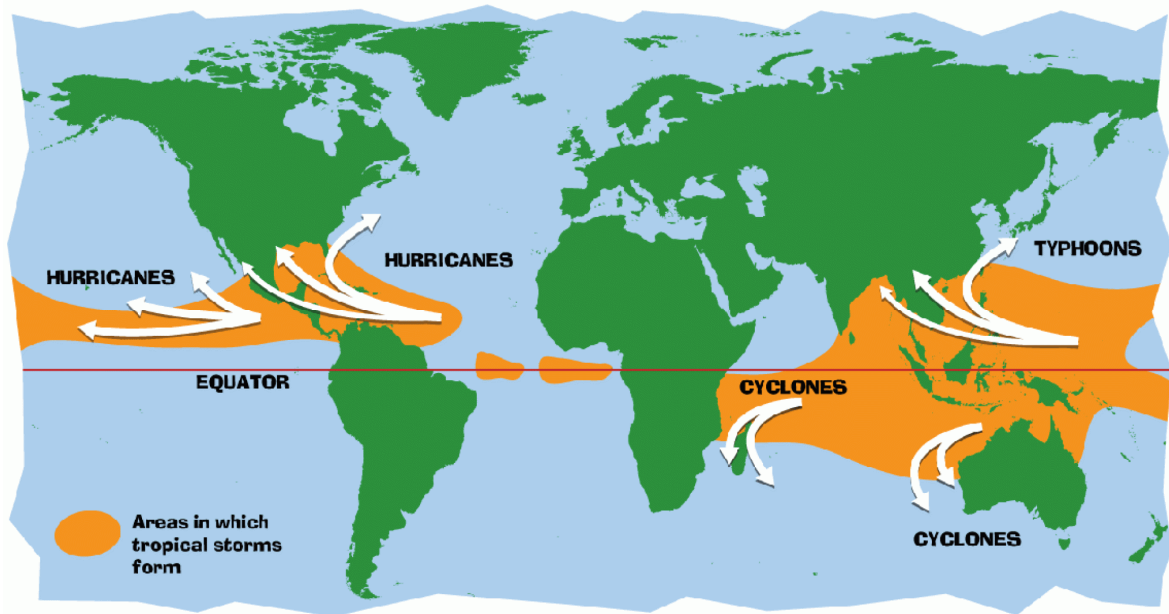 HURRICANES
HURRICANES
TYPHOONS
EQUATOR
CYCLONES
CYCLONES
Areas in which
tropical storms
form